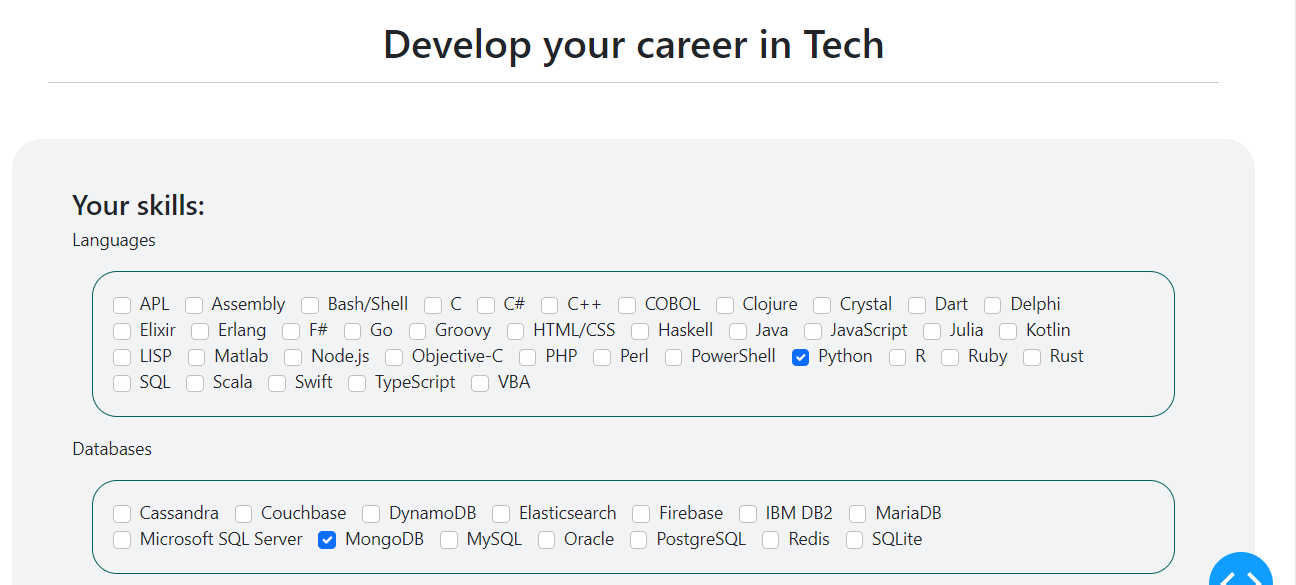 Develop your career in Tech
Your skills:
Languages
APL Assembly Bash/Shell C C# C++ COBOL Clojure Crystal Dart Delphi
Elixir Erlang F# Go Groovy HTML/CSS Haskell Java JavaScript Julia Kotlin
LISP Matlab Node.js Objective-C PHP Perl PowerShell Python R Ruby Rust
SQL Scala Swift TypeScript VBA
Databases
Cassandra Couchbase DynamoDB Elasticsearch Firebase IBM DB2 MariaDB
Microsoft SQL Server MongoDB MySQL Oracle PostgreSQL Redis SQLite